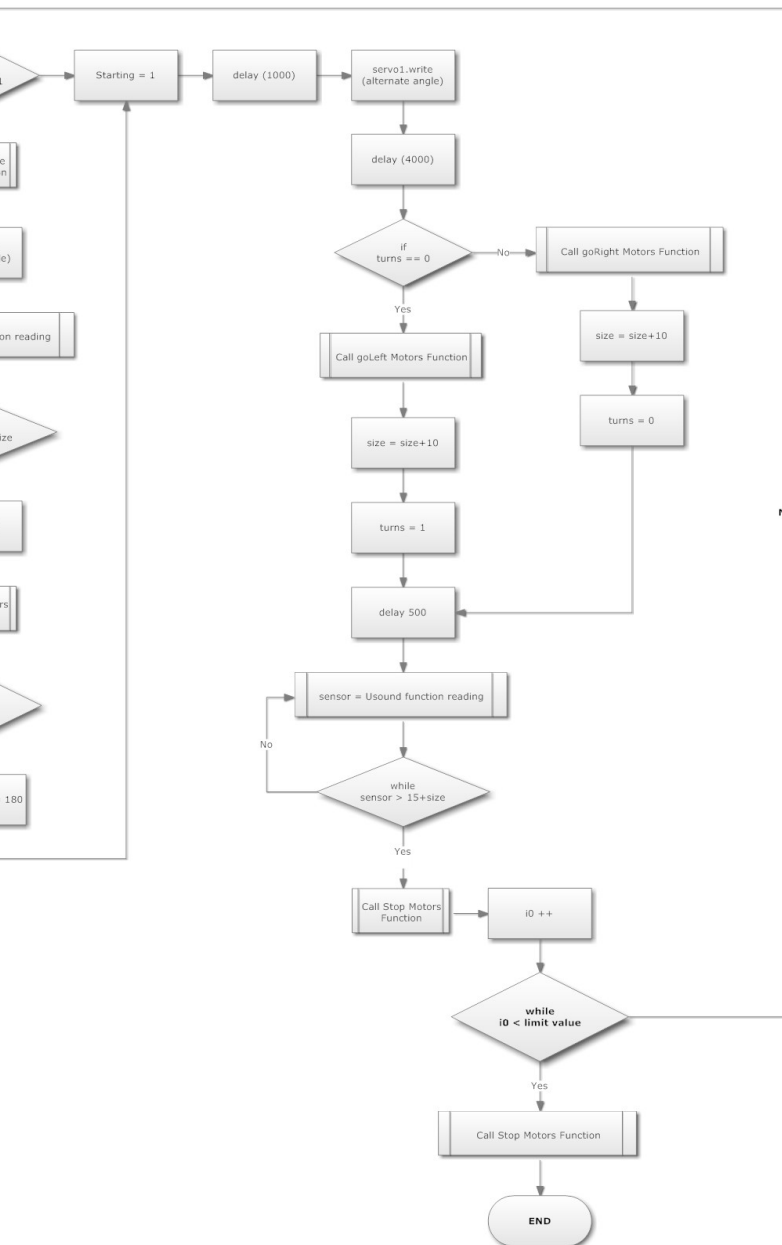 1
Starting = 1
delay (1000)
servo1.write
(alternate angle)
delay (4000)
if
turns == 0
No
Call goRight Motors Function
size = size+10
turns = 0
Yes
Call goLeft Motors Function
size = size+10
turns = 1
delay 500
sensor = Usound function reading
No
while
sensor > 15+size
Yes
Call Stop Motors
Function
i0 ++
while
i0 < limit value
Yes
Call Stop Motors Function
END
e
n
e)
on reading
ize
rs
180